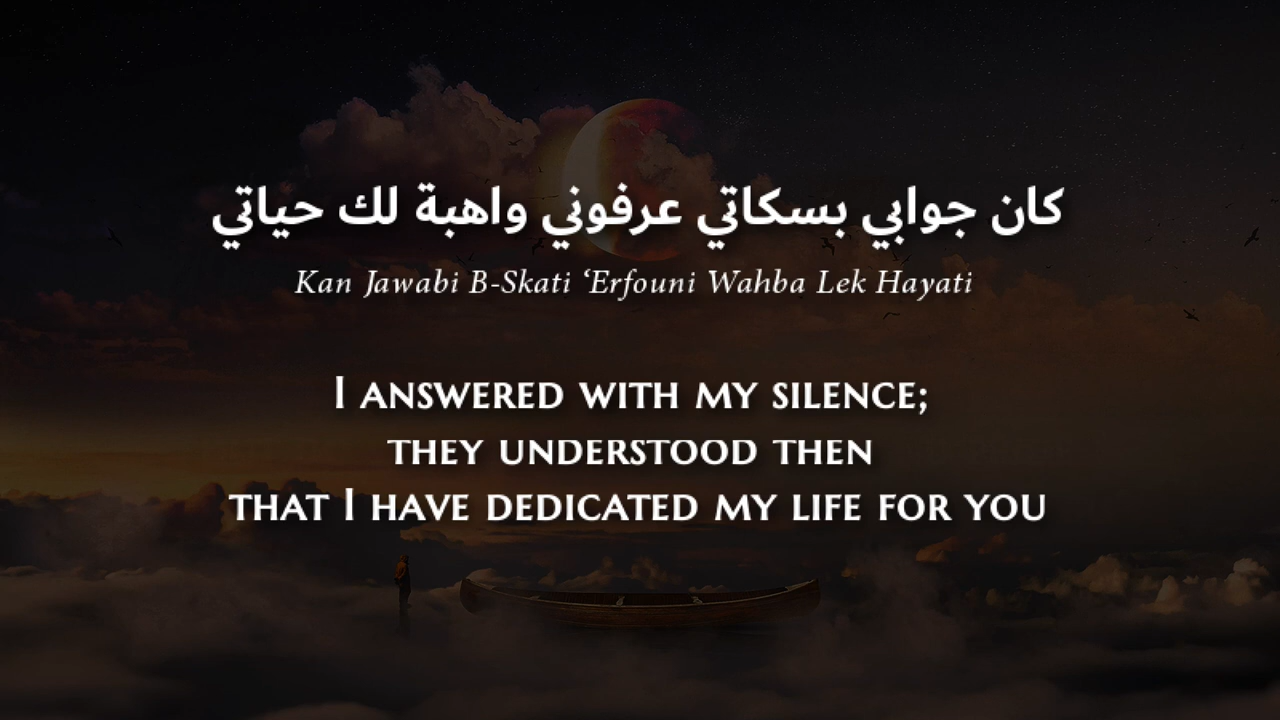 كان جوابي بسكاتي عرفوني واهبة لك حياتي
Kan Jawabi B-Skati ‘Erfouni Wahba Lek Hayati
I answered with my silence;
they understood then
that I have dedicated my life for you